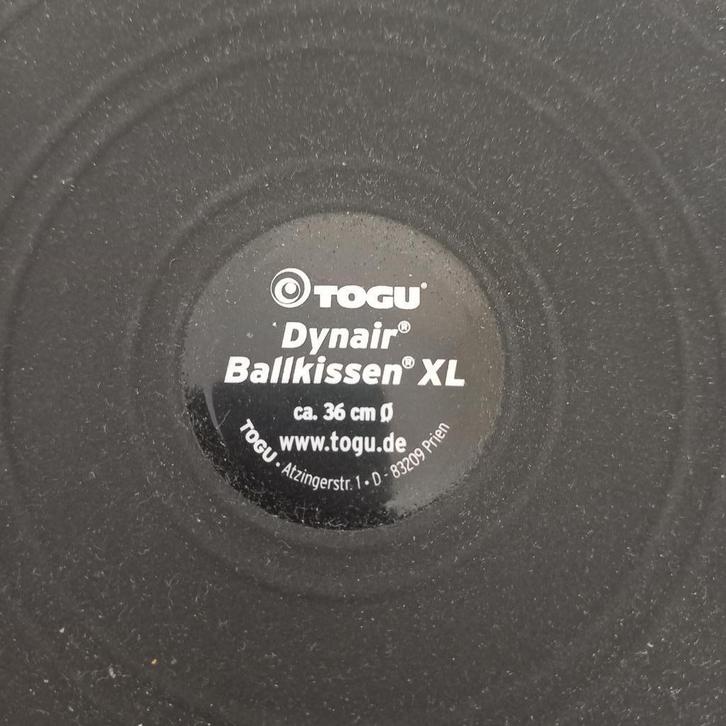 TOGU®
Dynair®
Ballkissen® XL
ca. 36 cm Ø
www.togu.de
TOGU • Atzingerstr. 1 • D - 83209 Prien